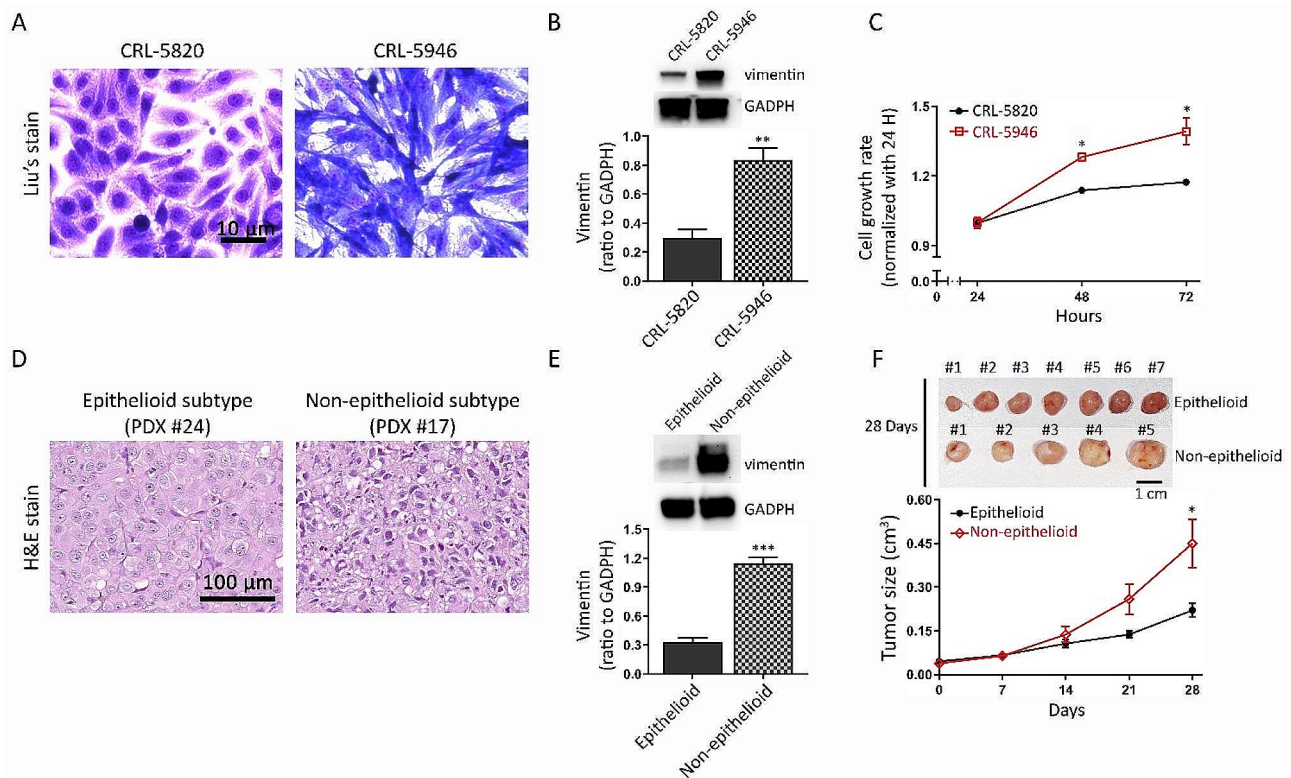 A
CRL-5820
CRL-5946
Liu's stain
10 µm
B
CRL-5820
CRL-5946
vimentin
GADPH
Vimentin
(ratio to GADPH)
1.0
0.8
0.6
0.4
0.2
0.0
**
CRL-5820
CRL-5946
C
Cell growth rate
(normalized with 24 H)
1.5
1.2
0.9
0.0
CRL-5820
CRL-5946
*
*
0
24
48
72
Hours
D
Epithelioid subtype
(PDX #24)
Non-epithelioid subtype
(PDX #17)
H&E stain
100 µm
E
Epithelioid
Non-epithelioid
vimentin
GADPH
Vimentin
(ratio to GADPH)
1.5
1.2
0.9
0.6
0.3
0.0
***
Epithelioid
Non-epithelioid
F
28 Days
#1 #2 #3 #4 #5 #6 #7
Epithelioid
#1 #2 #3 #4 #5
Non-epithelioid
1 cm
Tumor size (cm³)
0.60
0.45
0.30
0.15
0.00
Epithelioid
Non-epithelioid
*
0
7
14
21
28
Days